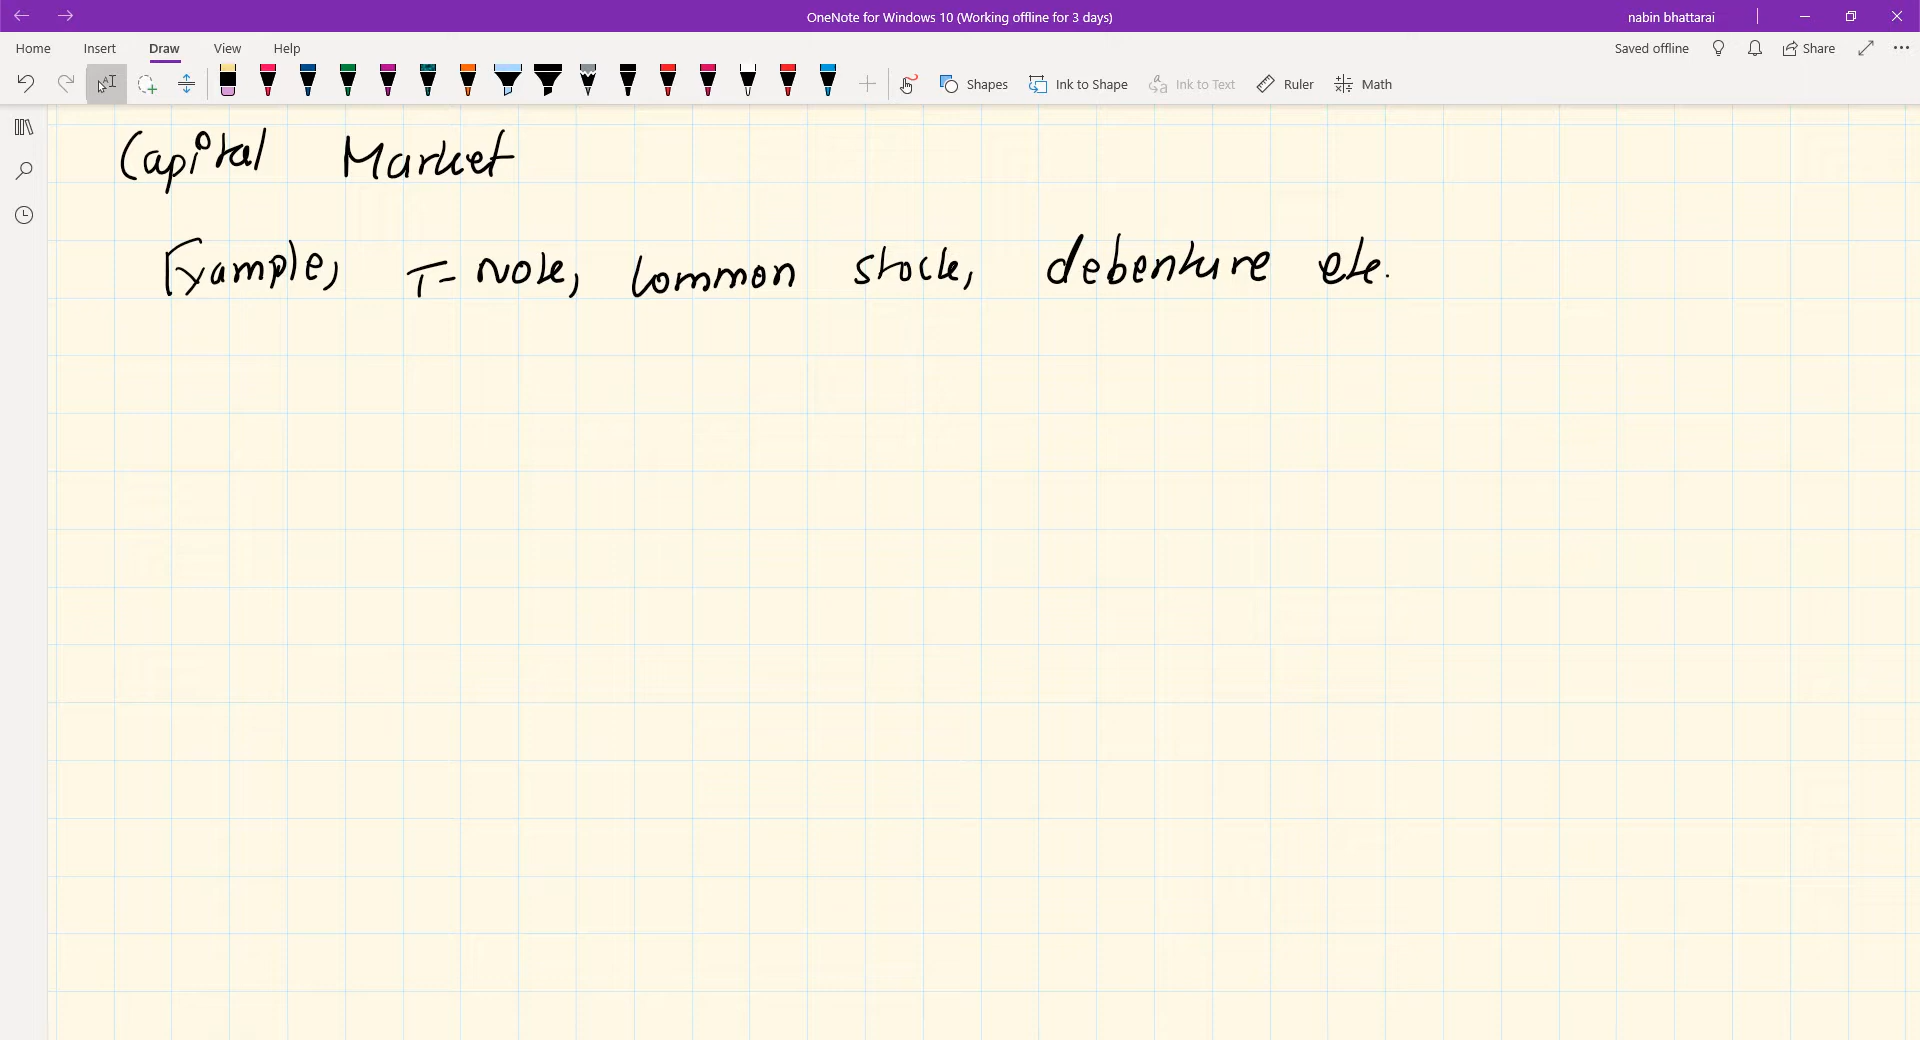 OneNote for Windows 10 (Working offline for 3 days)
nabin bhattarai
Home Insert Draw View Help
Saved offline Share
Shapes Ink to Shape Ink to Text Ruler Math
Capital Market
Example, T-Note, Common stock, debenture etc.